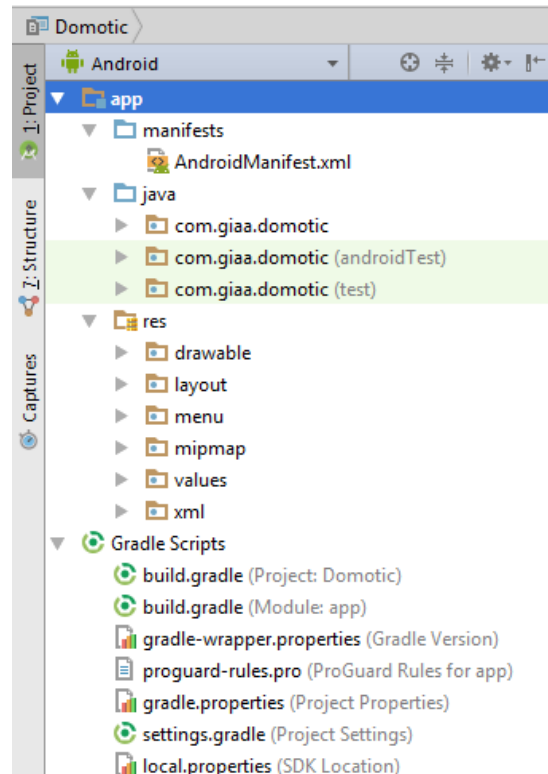 Domotic
Android
1: Project
7: Structure
Captures
app
manifests
AndroidManifest.xml
java
com.giaa.domotic
com.giaa.domotic (androidTest)
com.giaa.domotic (test)
res
drawable
layout
menu
mipmap
values
xml
Gradle Scripts
build.gradle (Project: Domotic)
build.gradle (Module: app)
gradle-wrapper.properties (Gradle Version)
proguard-rules.pro (ProGuard Rules for app)
gradle.properties (Project Properties)
settings.gradle (Project Settings)
local.properties (SDK Location)